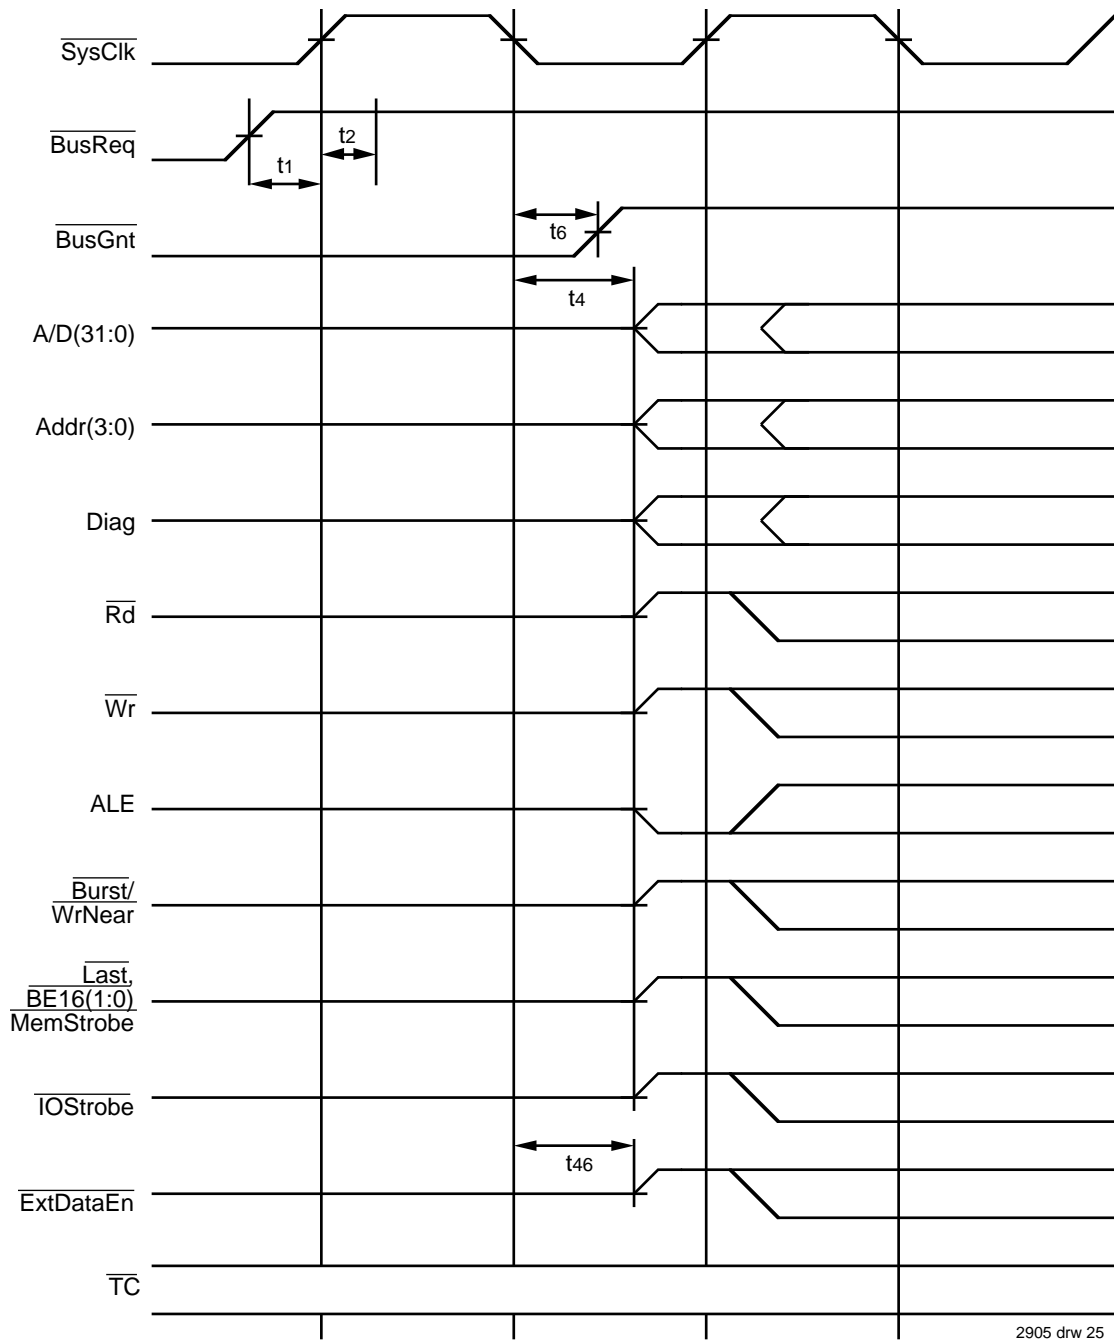 SysClk
BusReq
t1
t2
BusGnt
t6
t4
A/D(31:0)
Addr(3:0)
Diag
Rd
Wr
ALE
Burst/
WrNear
Last,
BE16(1:0)
MemStrobe
IOStrobe
t46
ExtDataEn
TC
2905 drw 25